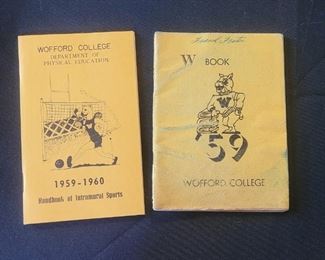 WOFFORD COLLEGE
DEPARTMENT OF
PHYSICAL EDUCATION
1959-1960
Handbook of Intramural Sports
W BOOK
W
'59
WOFFORD COLLEGE